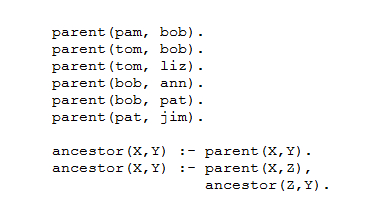 parent(pam, bob).
parent(tom, bob).
parent(tom, liz).
parent(bob, ann).
parent(bob, pat).
parent(pat, jim).

ancestor(X,Y) :- parent(X,Y).
ancestor(X,Y) :- parent(X,Z),
                 ancestor(Z,Y).